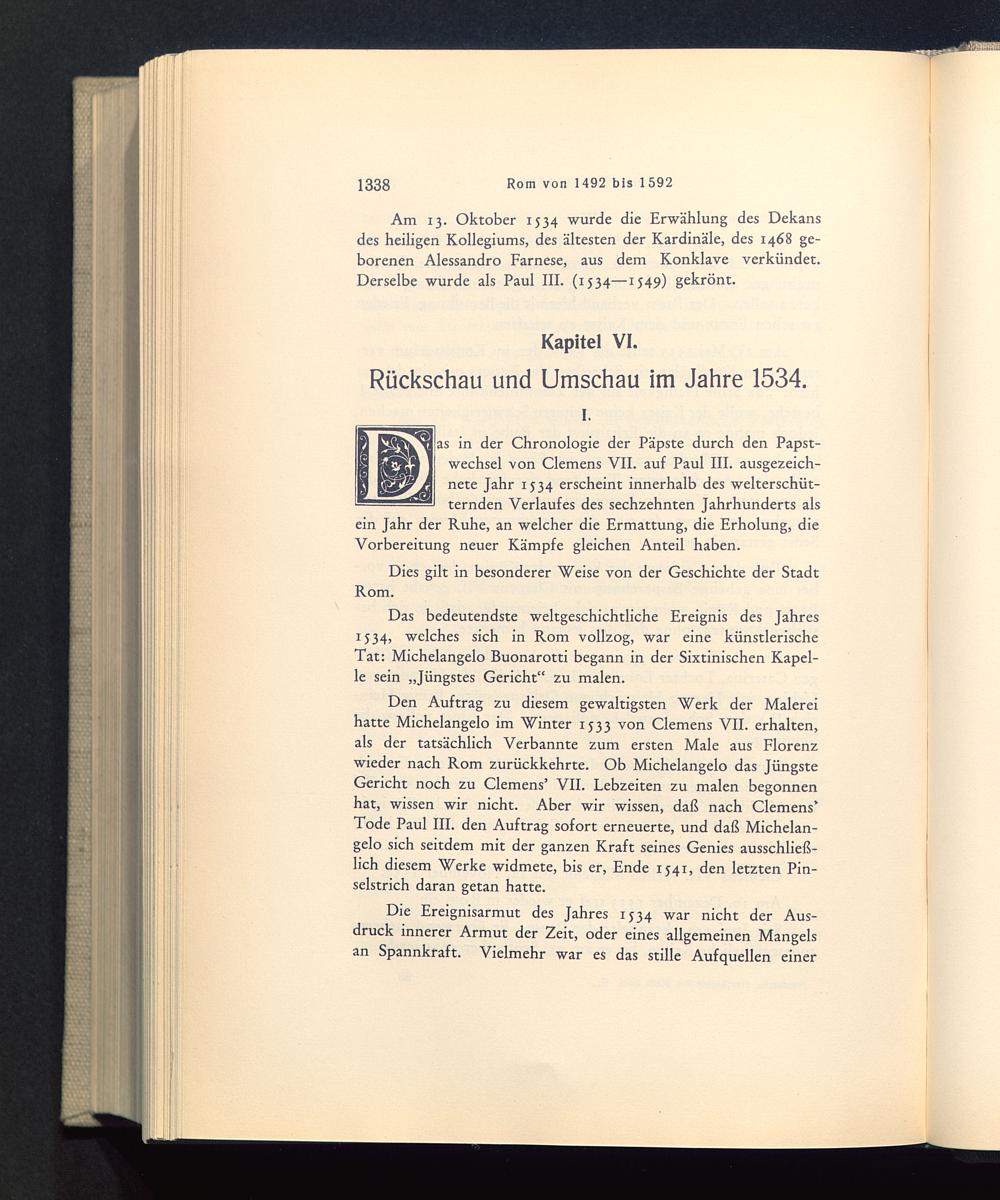 1338 Rom von 1492 bis 1592
Am 13. Oktober 1534 wurde die Erwählung des Dekans
des heiligen Kollegiums, des ältesten der Kardinäle, des 1468 ge-
borenen Alessandro Farnese, aus dem Konklave verkündet.
Derselbe wurde als Paul III. (1534—1549) gekrönt.
Kapitel VI.
Rückschau und Umschau im Jahre 1534.
I.
Das in der Chronologie der Päpste durch den Papst-
wechsel von Clemens VII. auf Paul III. ausgezeich-
nete Jahr 1534 erscheint innerhalb des welterschüt-
ternden Verlaufes des sechzehnten Jahrhunderts als
ein Jahr der Ruhe, an welcher die Ermattung, die Erholung, die
Vorbereitung neuer Kämpfe gleichen Anteil haben.
Dies gilt in besonderer Weise von der Geschichte der Stadt
Rom.
Das bedeutendste weltgeschichtliche Ereignis des Jahres
1534, welches sich in Rom vollzog, war eine künstlerische
Tat: Michelangelo Buonarotti begann in der Sixtinischen Kapel-
le sein „Jüngstes Gericht“ zu malen.
Den Auftrag zu diesem gewaltigsten Werk der Malerei
hatte Michelangelo im Winter 1533 von Clemens VII. erhalten,
als der tatsächlich Verbannte zum ersten Male aus Florenz
wieder nach Rom zurückkehrte. Ob Michelangelo das Jüngste
Gericht noch zu Clemens’ VII. Lebzeiten zu malen begonnen
hat, wissen wir nicht. Aber wir wissen, daß nach Clemens’
Tode Paul III. den Auftrag sofort erneuerte, und daß Michelan-
gelo sich seitdem mit der ganzen Kraft seines Genies ausschließ-
lich diesem Werke widmete, bis er, Ende 1541, den letzten Pin-
selstrich daran getan hatte.
Die Ereignisarmut des Jahres 1534 war nicht der Aus-
druck innerer Armut der Zeit, oder eines allgemeinen Mangels
an Spannkraft. Vielmehr war es das stille Aufquellen einer